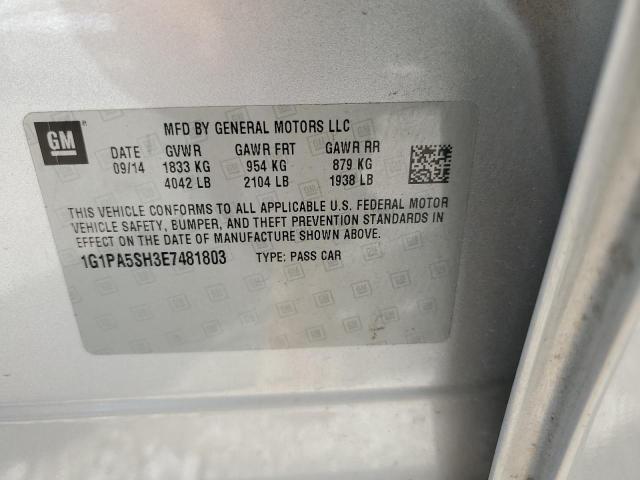 GM ®
MFD BY GENERAL MOTORS LLC
DATE GVWR GAWR FRT GAWR RR
09/14 1833 KG 954 KG 879 KG
4042 LB 2104 LB 1938 LB
THIS VEHICLE CONFORMS TO ALL APPLICABLE U.S. FEDERAL MOTOR
VEHICLE SAFETY, BUMPER, AND THEFT PREVENTION STANDARDS IN
EFFECT ON THE DATE OF MANUFACTURE SHOWN ABOVE.
1G1PA5SH3E7481803 TYPE: PASS CAR